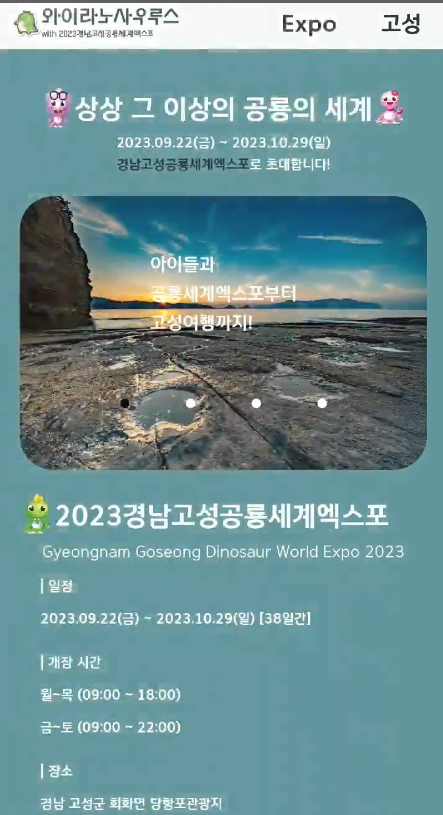 와이라노사우루스
with 2023경남고성공룡세계엑스포
Expo 고성
상상 그 이상의 공룡의 세계
2023.09.22(금) ~ 2023.10.29(일)
경남고성공룡세계엑스포로 초대합니다!
아이들과
공룡세계엑스포부터
고성여행까지!
2023경남고성공룡세계엑스포
Gyeongnam Goseong Dinosaur World Expo 2023
| 일정
2023.09.22(금) ~ 2023.10.29(일) [38일간]
| 개장 시간
월~목 (09:00 ~ 18:00)
금~토 (09:00 ~ 22:00)
| 장소
경남 고성군 회화면 당항포관광지